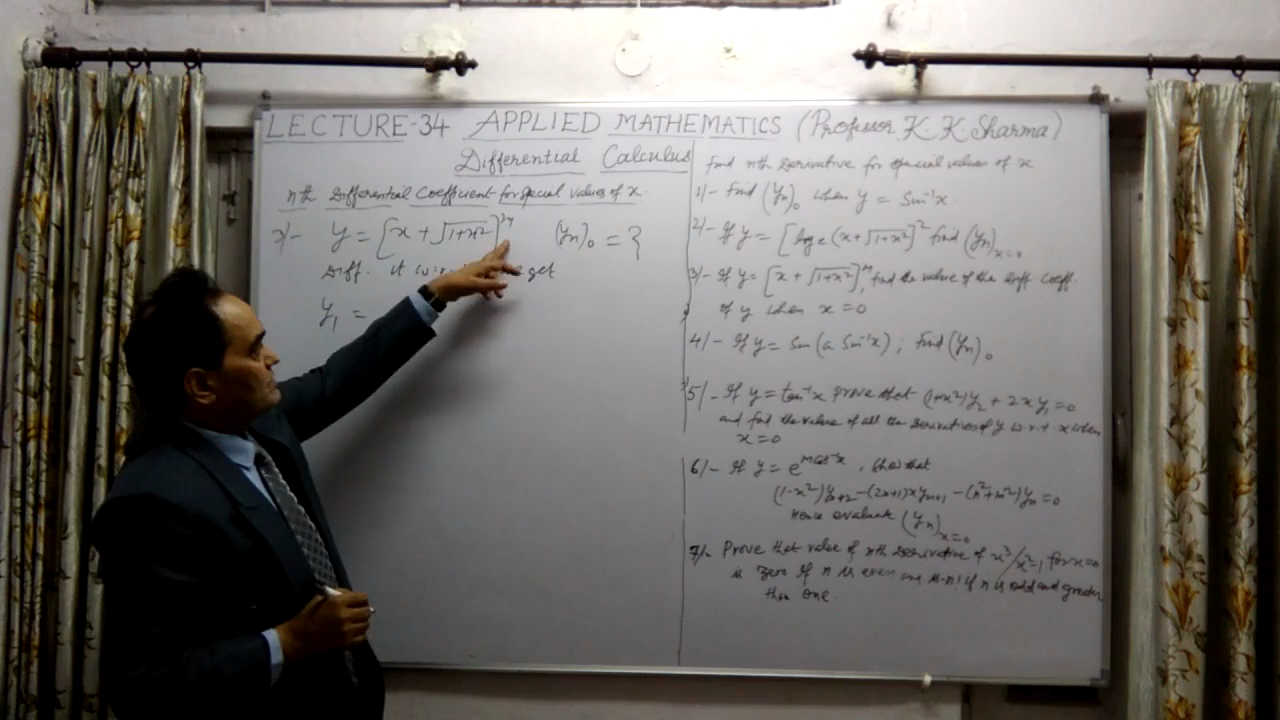 LECTURE-34 APPLIED MATHEMATICS (Professor K. K. Sharma)
Differential Calculus
nth Differential Coefficient for special values of x.
y = [x + √1+x²] (yn)₀ = ?
Diff. it w.r. get
y₁ =
Find nth Derivative for special values of x
1/- Find (yn)₀ when y = Sin⁻¹x.
2/- If y = [log e (x + √1+x²)]² find (yn)x=0
3/- If y = [x + √1+x²]ᵐ, find the value of the Diff. coeff.
of y when x = 0
4/- If y = Sin (a Sin⁻¹x) ; Find (yn)₀
5/- If y = tan⁻¹x Prove that (1+x²)y₂ + 2xy₁ = 0
and find the value of all the derivatives of y w.r.t x when
x = 0
6/- If y = e^m cos⁻¹x, Show that
(1-x²)yn+2 - (2n+1)xyn+1 - (n²+m²)yn = 0
Hence evaluate (yn)x=0
7/- Prove that value of nth derivative of x³/x²-1 for x=0
is zero if n is even and is -n! if n is odd and greater
than one.